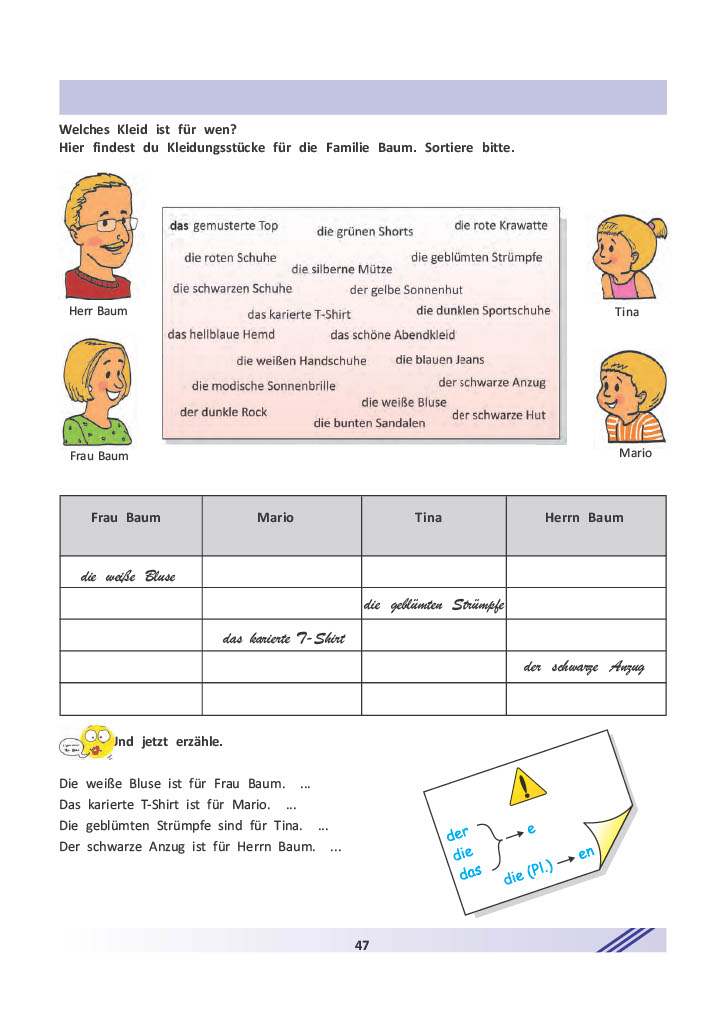 Welches Kleid ist für wen?
Hier findest du Kleidungsstücke für die Familie Baum. Sortiere bitte.
das gemusterte Top
die grünen Shorts
die rote Krawatte
die roten Schuhe
die silberne Mütze
die geblümten Strümpfe
die schwarzen Schuhe
der gelbe Sonnenhut
das karierte T-Shirt
die dunklen Sportschuhe
das hellblaue Hemd
das schöne Abendkleid
die weißen Handschuhe
die blauen Jeans
die modische Sonnenbrille
der schwarze Anzug
die weiße Bluse
der dunkle Rock
die bunten Sandalen
der schwarze Hut
Herr Baum
Tina
Frau Baum
Mario
Frau Baum Mario Tina Herrn Baum
die weiße Bluse
die geblümten Strümpfe
das karierte T-Shirt
der schwarze Anzug
Und jetzt erzähle.
Die weiße Bluse ist für Frau Baum. ...
Das karierte T-Shirt ist für Mario. ...
Die geblümten Strümpfe sind für Tina. ...
Der schwarze Anzug ist für Herrn Baum. ...
!
der
die
das
e
die (Pl.) en
47